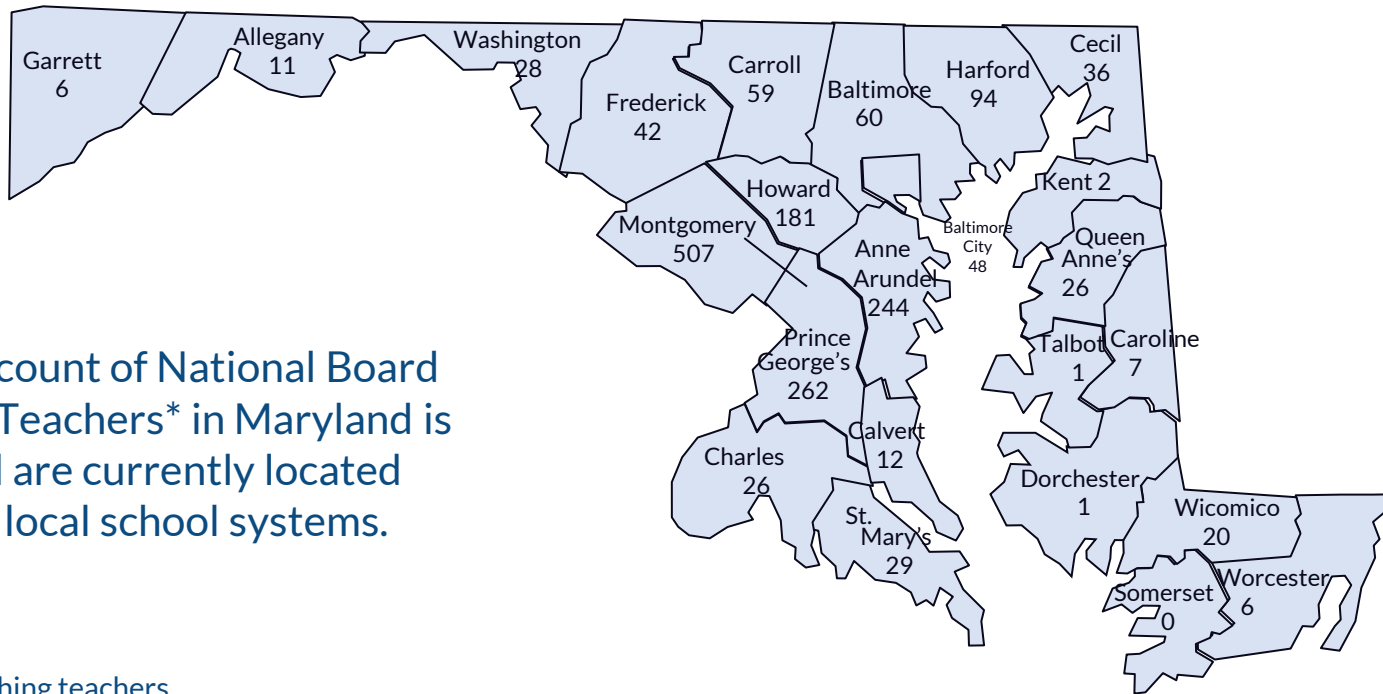 Garrett
6
Allegany
11
Washington
28
Frederick
42
Carroll
59
Baltimore
60
Harford
94
Cecil
36
Howard
181
Montgomery
507
Anne
Arundel
244
Baltimore
City
48
Kent 2
Queen
Anne’s
26
Talbot
1
Caroline
7
Prince
George’s
262
Calvert
12
Charles
26
St.
Mary’s
29
Dorchester
1
Wicomico
20
Somerset
0
Worcester
6
count of National Board
Teachers* in Maryland is
are currently located
local school systems.
teachers